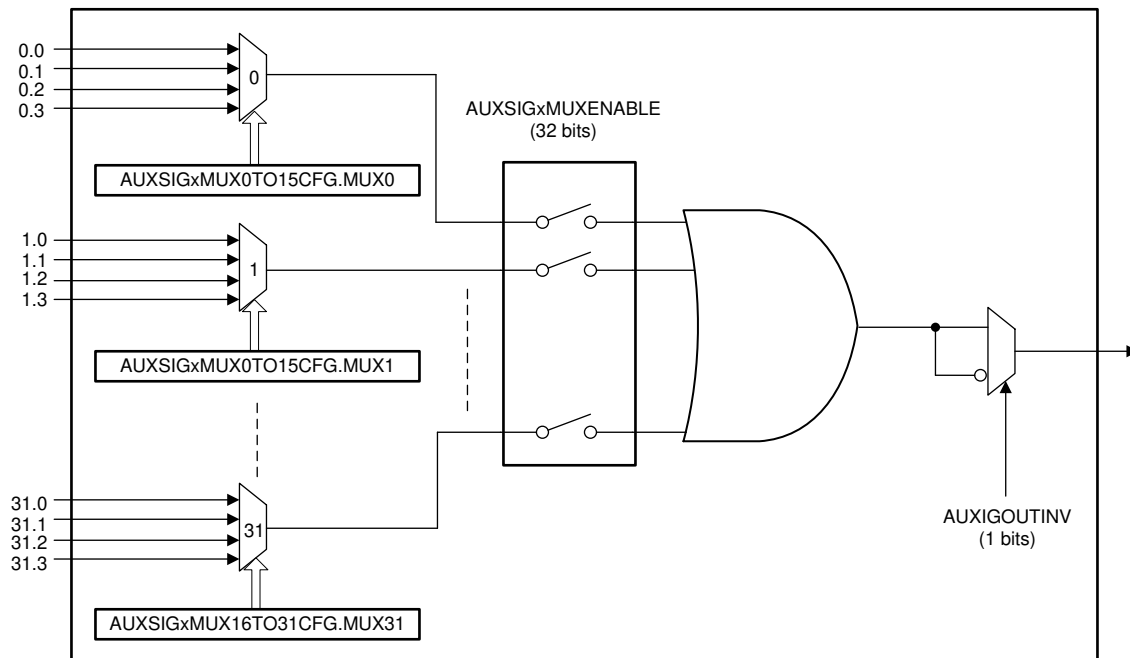 0.0
0.1
0.2
0.3
0
AUXSIGxMUX0TO15CFG.MUX0
AUXSIGxMUXENABLE
(32 bits)
1.0
1.1
1.2
1.3
1
AUXSIGxMUX0TO15CFG.MUX1
31.0
31.1
31.2
31.3
31
AUXSIGxMUX16TO31CFG.MUX31
AUXIGOUTINV
(1 bits)